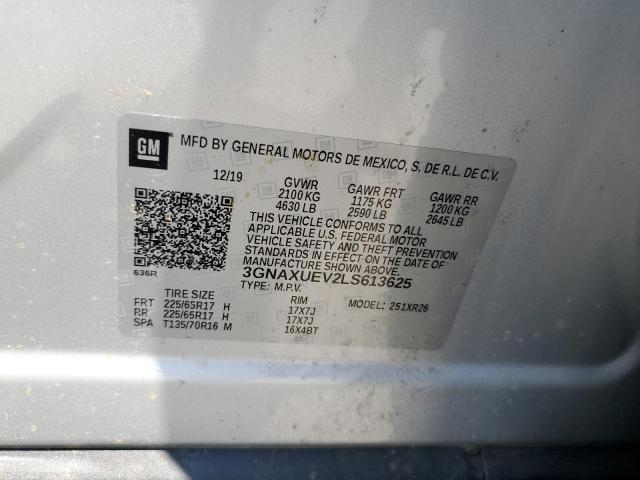 GM
MFD BY GENERAL MOTORS DE MEXICO, S. DE R.L. DE C.V.
12/19 GVWR GAWR FRT GAWR RR
2100 KG 1175 KG 1200 KG
4630 LB 2590 LB 2645 LB
THIS VEHICLE CONFORMS TO ALL
APPLICABLE U.S. FEDERAL MOTOR
VEHICLE SAFETY AND THEFT PREVENTION
STANDARDS IN EFFECT ON THE DATE OF
MANUFACTURE SHOWN ABOVE.
636R
3GNAXUEV2LS613625
TYPE: M.P.V. MODEL: 251XR26
TIRE SIZE RIM
FRT 225/65R17 H 17X7J
RR 225/65R17 H 17X7J
SPA T135/70R16 M 16X4BT